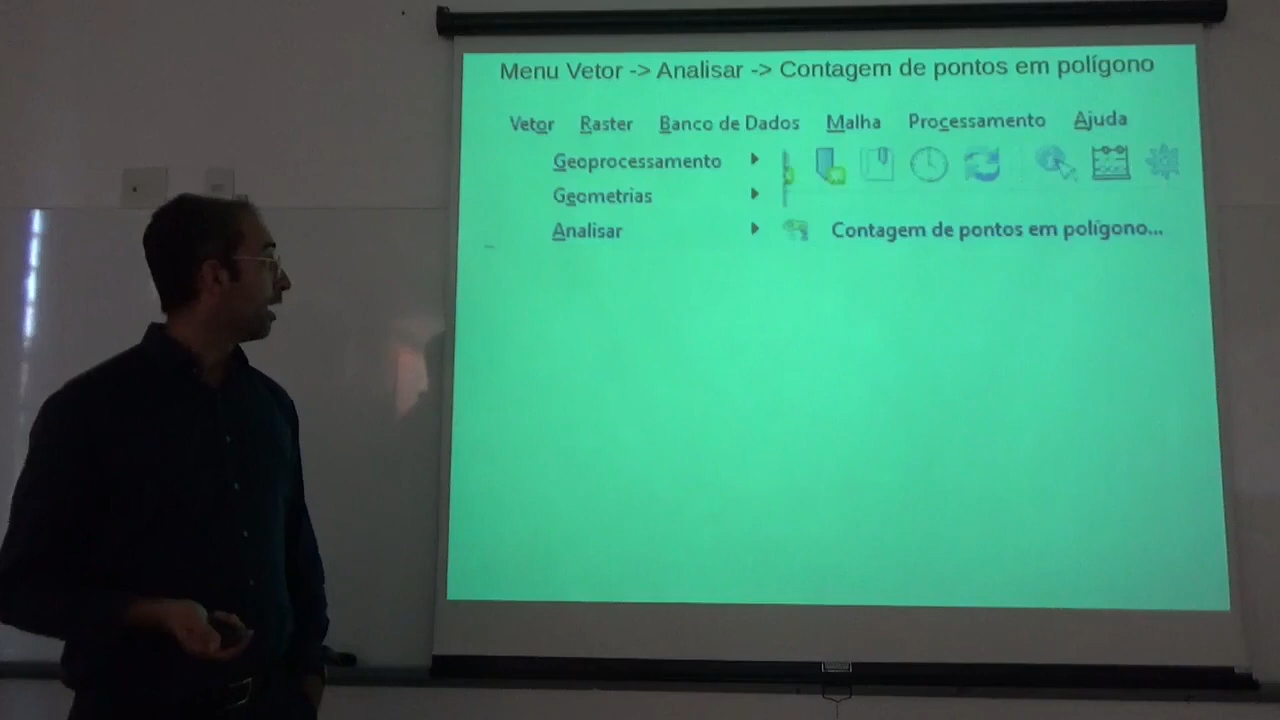 Menu Vetor -> Analisar -> Contagem de pontos em polígono
Vetor Raster Banco de Dados Malha Processamento Ajuda
Geoprocessamento
Geometrias
Analisar Contagem de pontos em polígono...